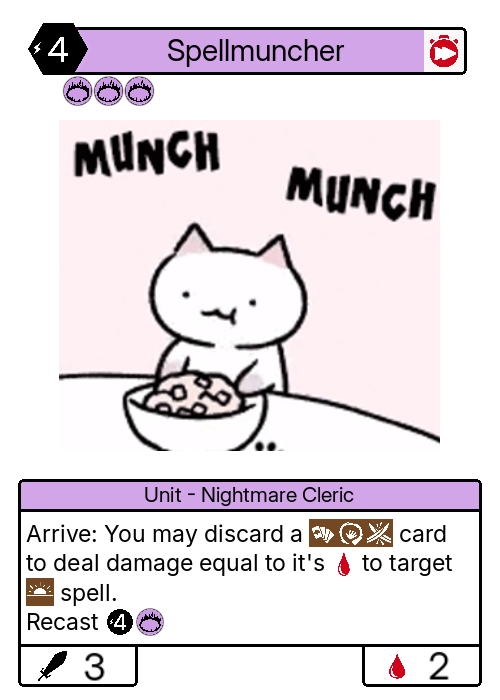 4
Spellmuncher
MUNCH
MUNCH
Unit - Nightmare Cleric
Arrive: You may discard a card
to deal damage equal to it's to target
spell.
Recast 4
3
2